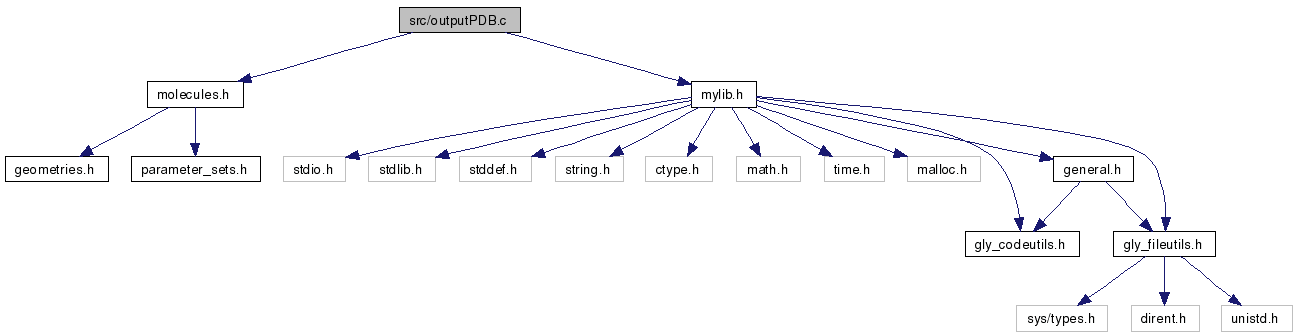 src/outputPDB.c
molecules.h
mylib.h
geometries.h
parameter_sets.h
stdio.h
stdlib.h
stddef.h
string.h
ctype.h
math.h
time.h
malloc.h
general.h
gly_codeutils.h
gly_fileutils.h
sys/types.h
dirent.h
unistd.h